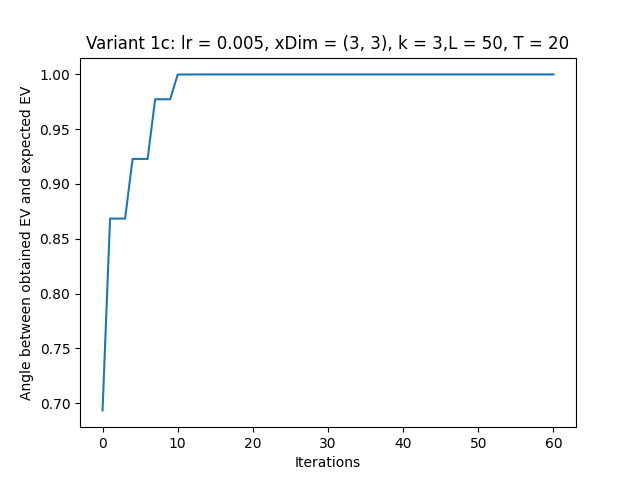 Variant 1c: lr = 0.005, xDim = (3, 3), k = 3,L = 50, T = 20
Angle between obtained EV and expected EV
1.00
0.95
0.90
0.85
0.80
0.75
0.70
0 10 20 30 40 50 60
Iterations